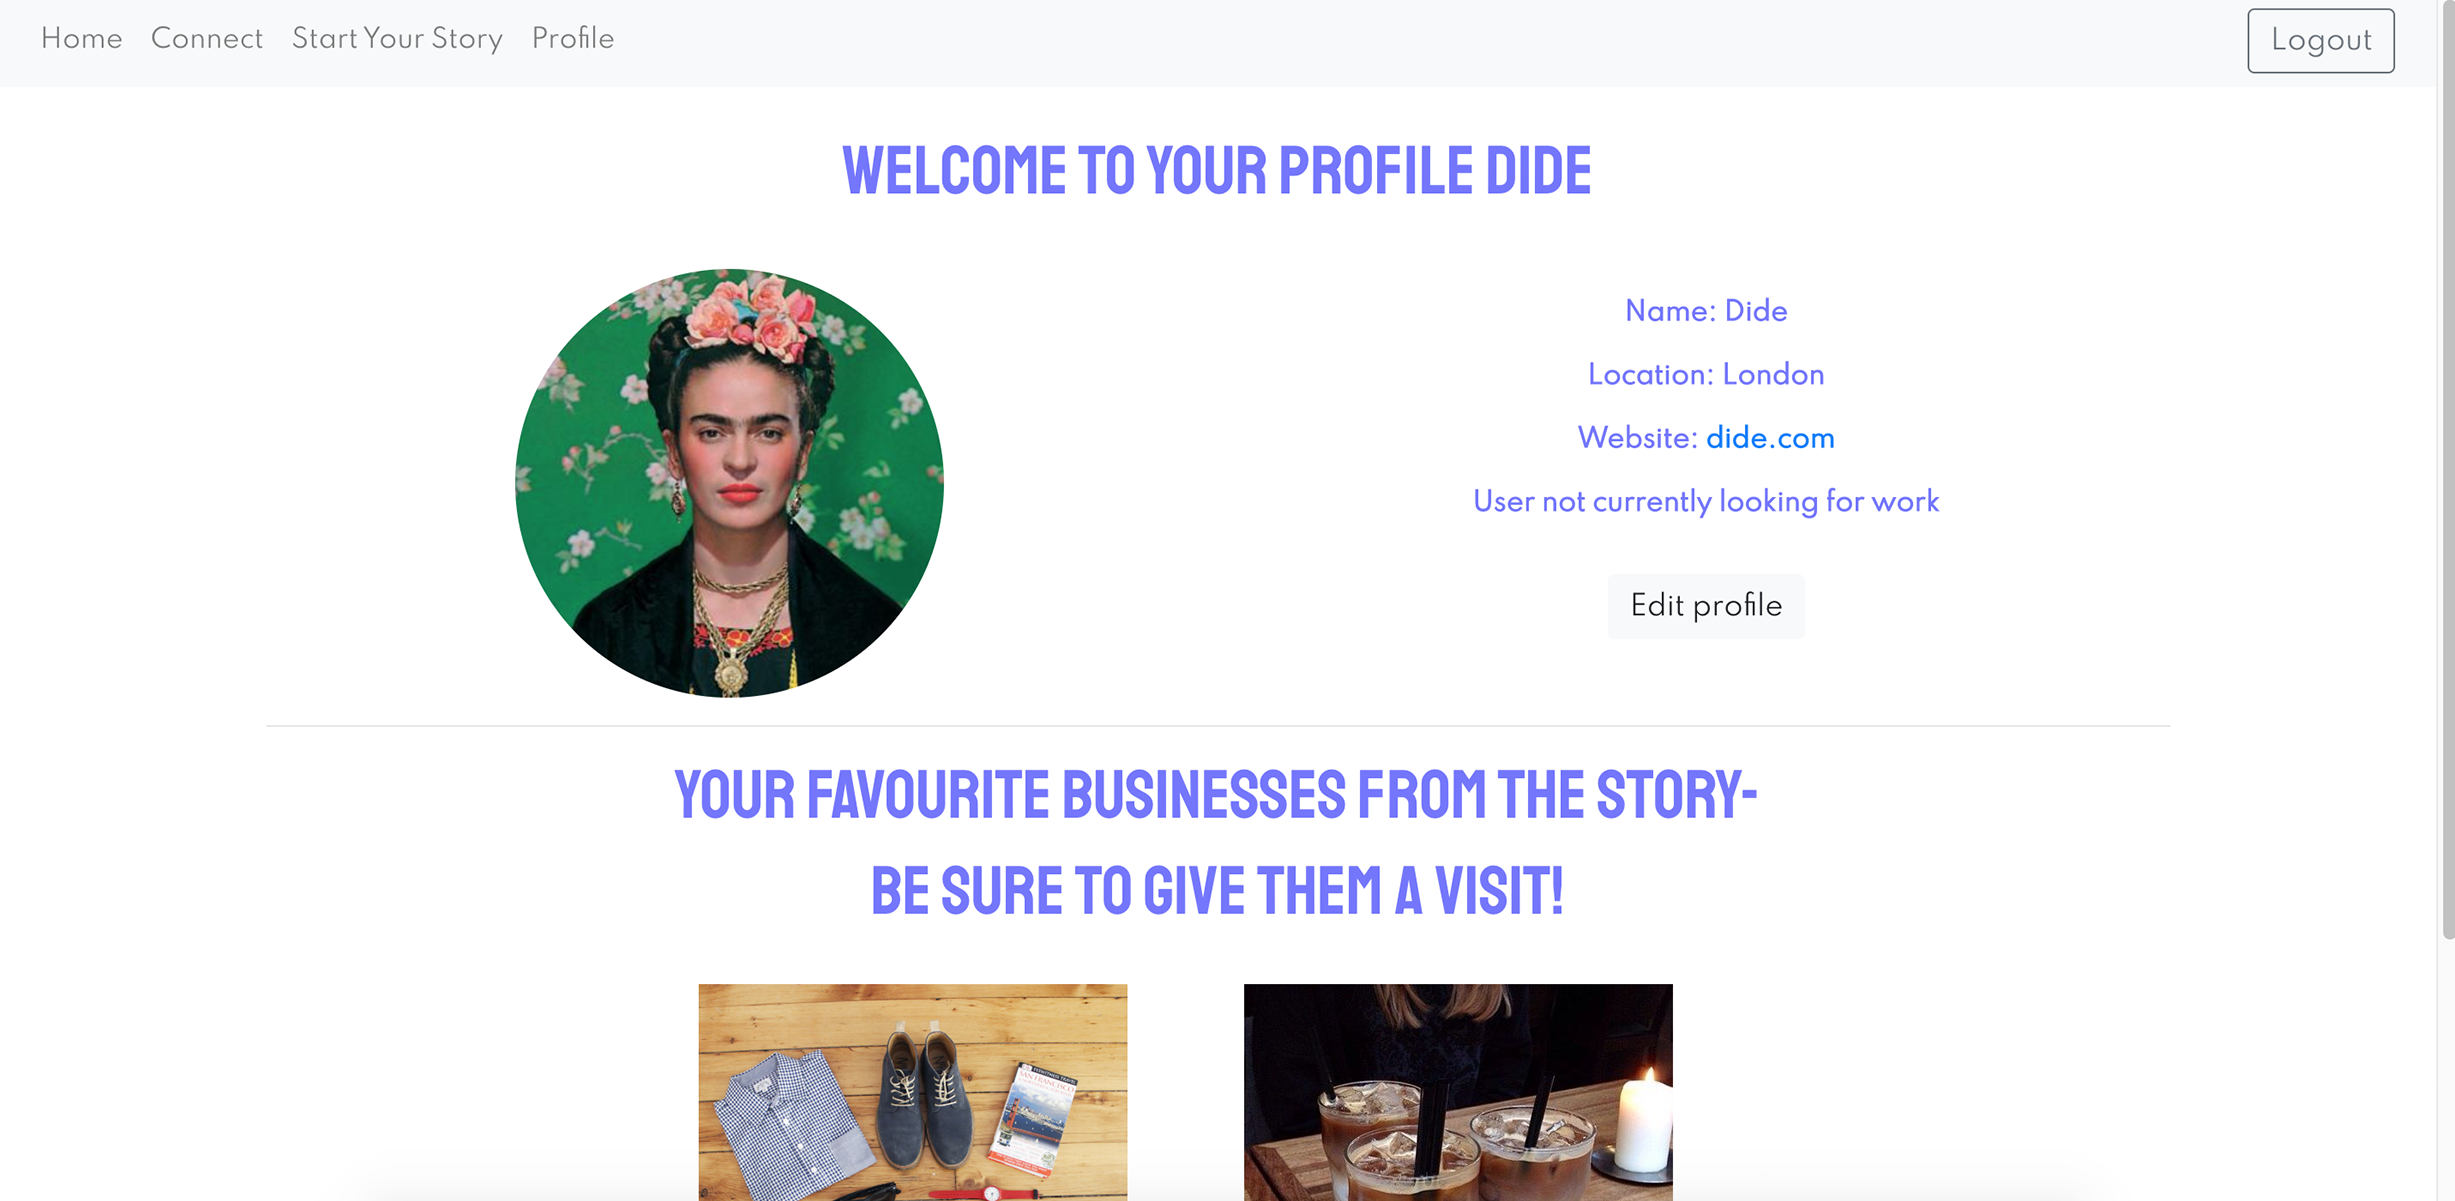 Home Connect Start Your Story Profile Logout
WELCOME TO YOUR PROFILE DIDE
Name: Dide
Location: London
Website: dide.com
User not currently looking for work
Edit profile
YOUR FAVOURITE BUSINESSES FROM THE STORY-
BE SURE TO GIVE THEM A VISIT!
SAN FRANCISCO